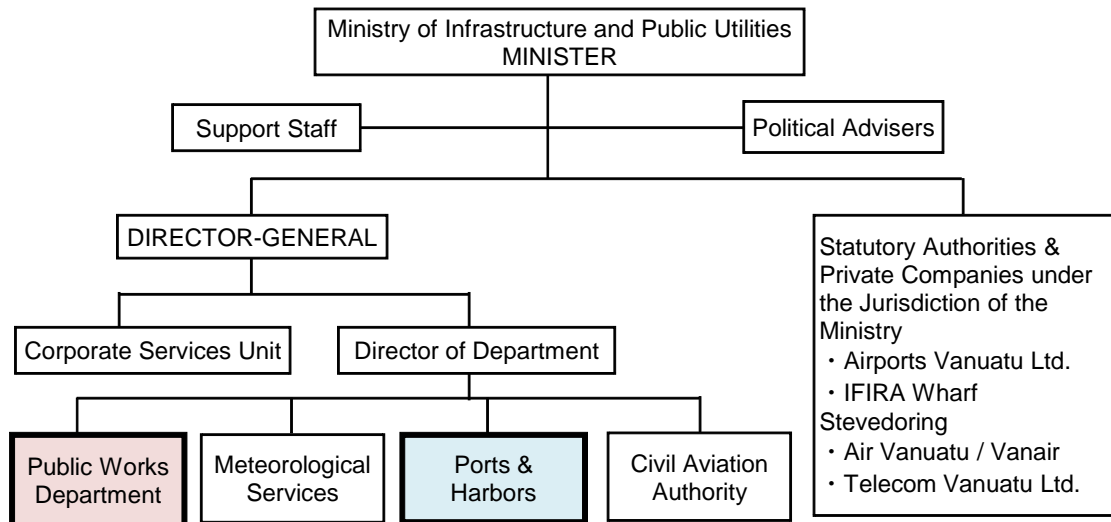 Ministry of Infrastructure and Public Utilities
MINISTER
Support Staff
Political Advisers
DIRECTOR-GENERAL
Statutory Authorities &
Private Companies under
the Jurisdiction of the
Ministry
・Airports Vanuatu Ltd.
・IFIRA Wharf
Stevedoring
・Air Vanuatu / Vanair
・Telecom Vanuatu Ltd.
Corporate Services Unit
Director of Department
Public Works
Department
Meteorological
Services
Ports &
Harbors
Civil Aviation
Authority